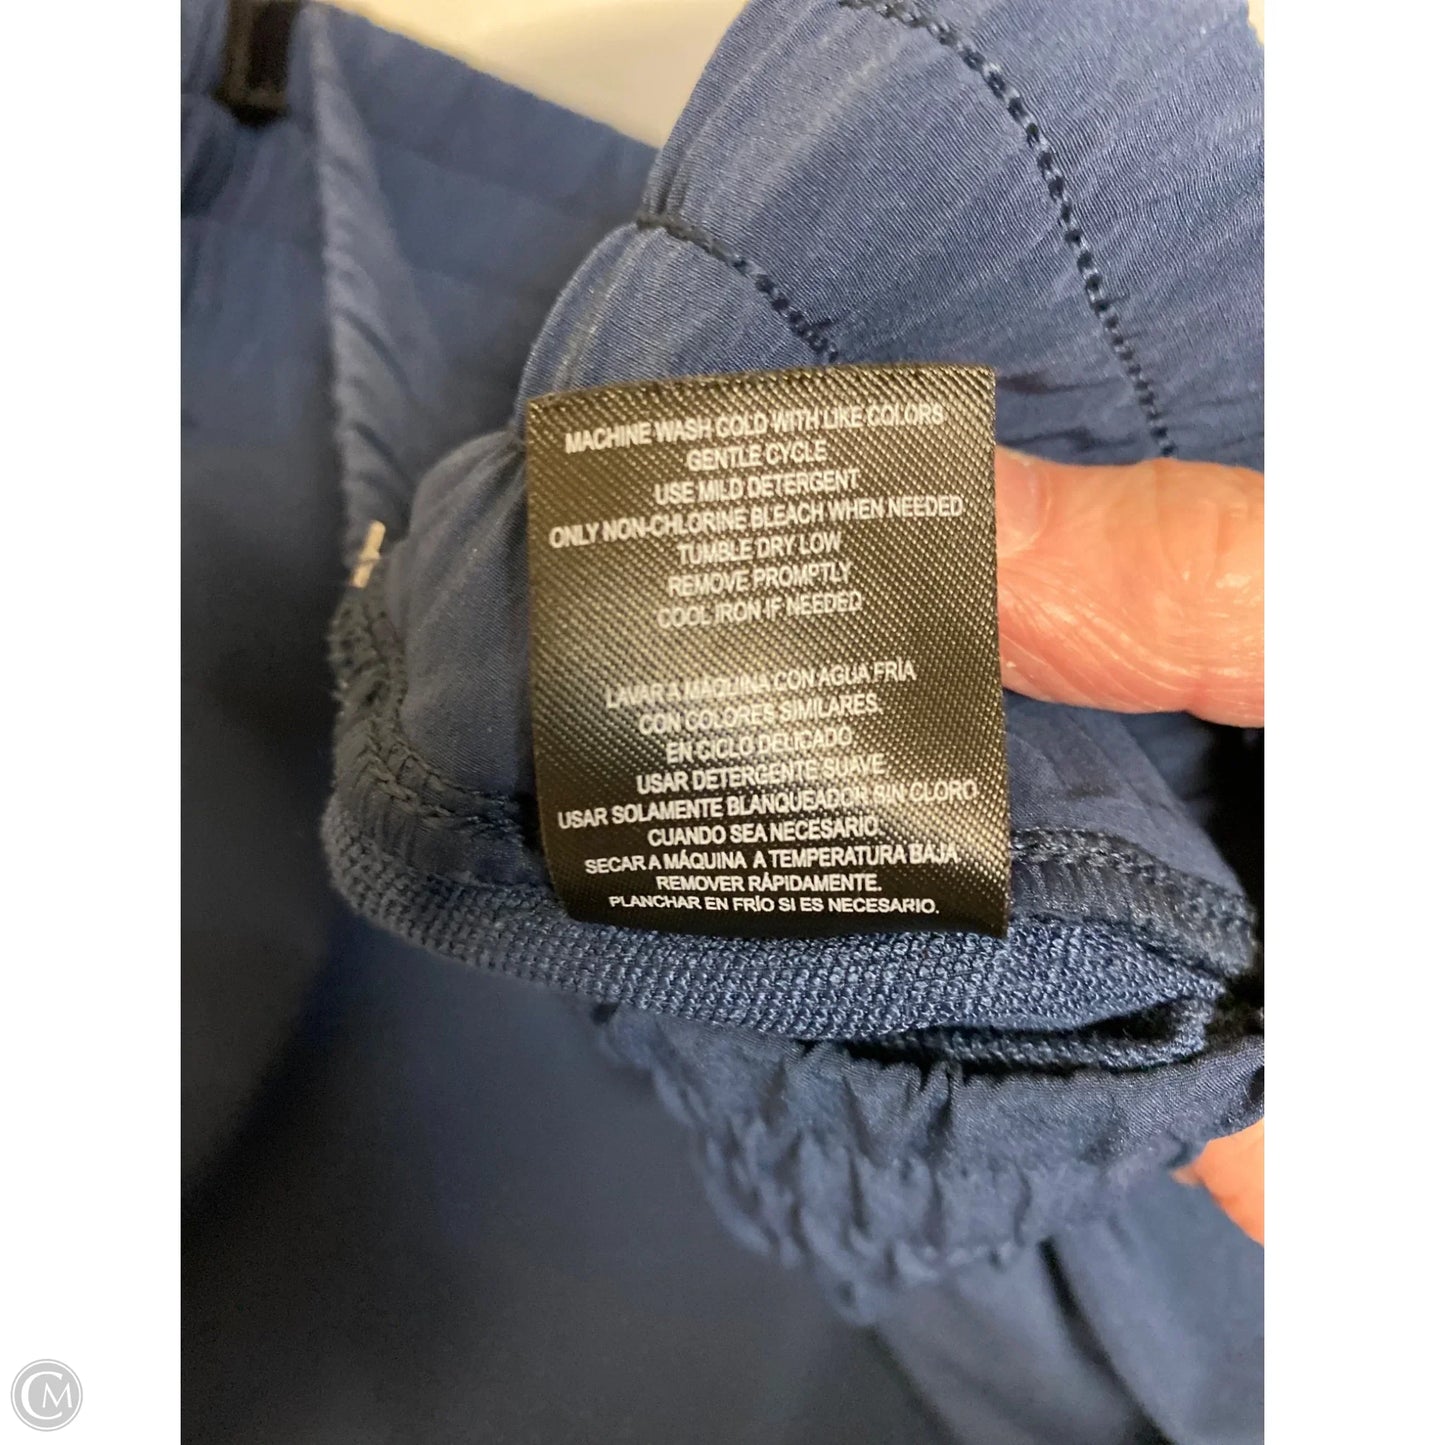 MACHINE WASH COLD WITH LIKE COLORS
GENTLE CYCLE
USE MILD DETERGENT
ONLY NON-CHLORINE BLEACH WHEN NEEDED
TUMBLE DRY LOW
REMOVE PROMPTLY
COOL IRON IF NEEDED
LAVAR A MÁQUINA CON AGUA FRÍA
CON COLORES SIMILARES.
EN CICLO DELICADO
USAR DETERGENTE SUAVE
USAR SOLAMENTE BLANQUEADOR SIN CLORO
CUANDO SEA NECESARIO.
SECAR A MÁQUINA A TEMPERATURA BAJA
REMOVER RÁPIDAMENTE.
PLANCHAR EN FRÍO SI ES NECESARIO.
CM